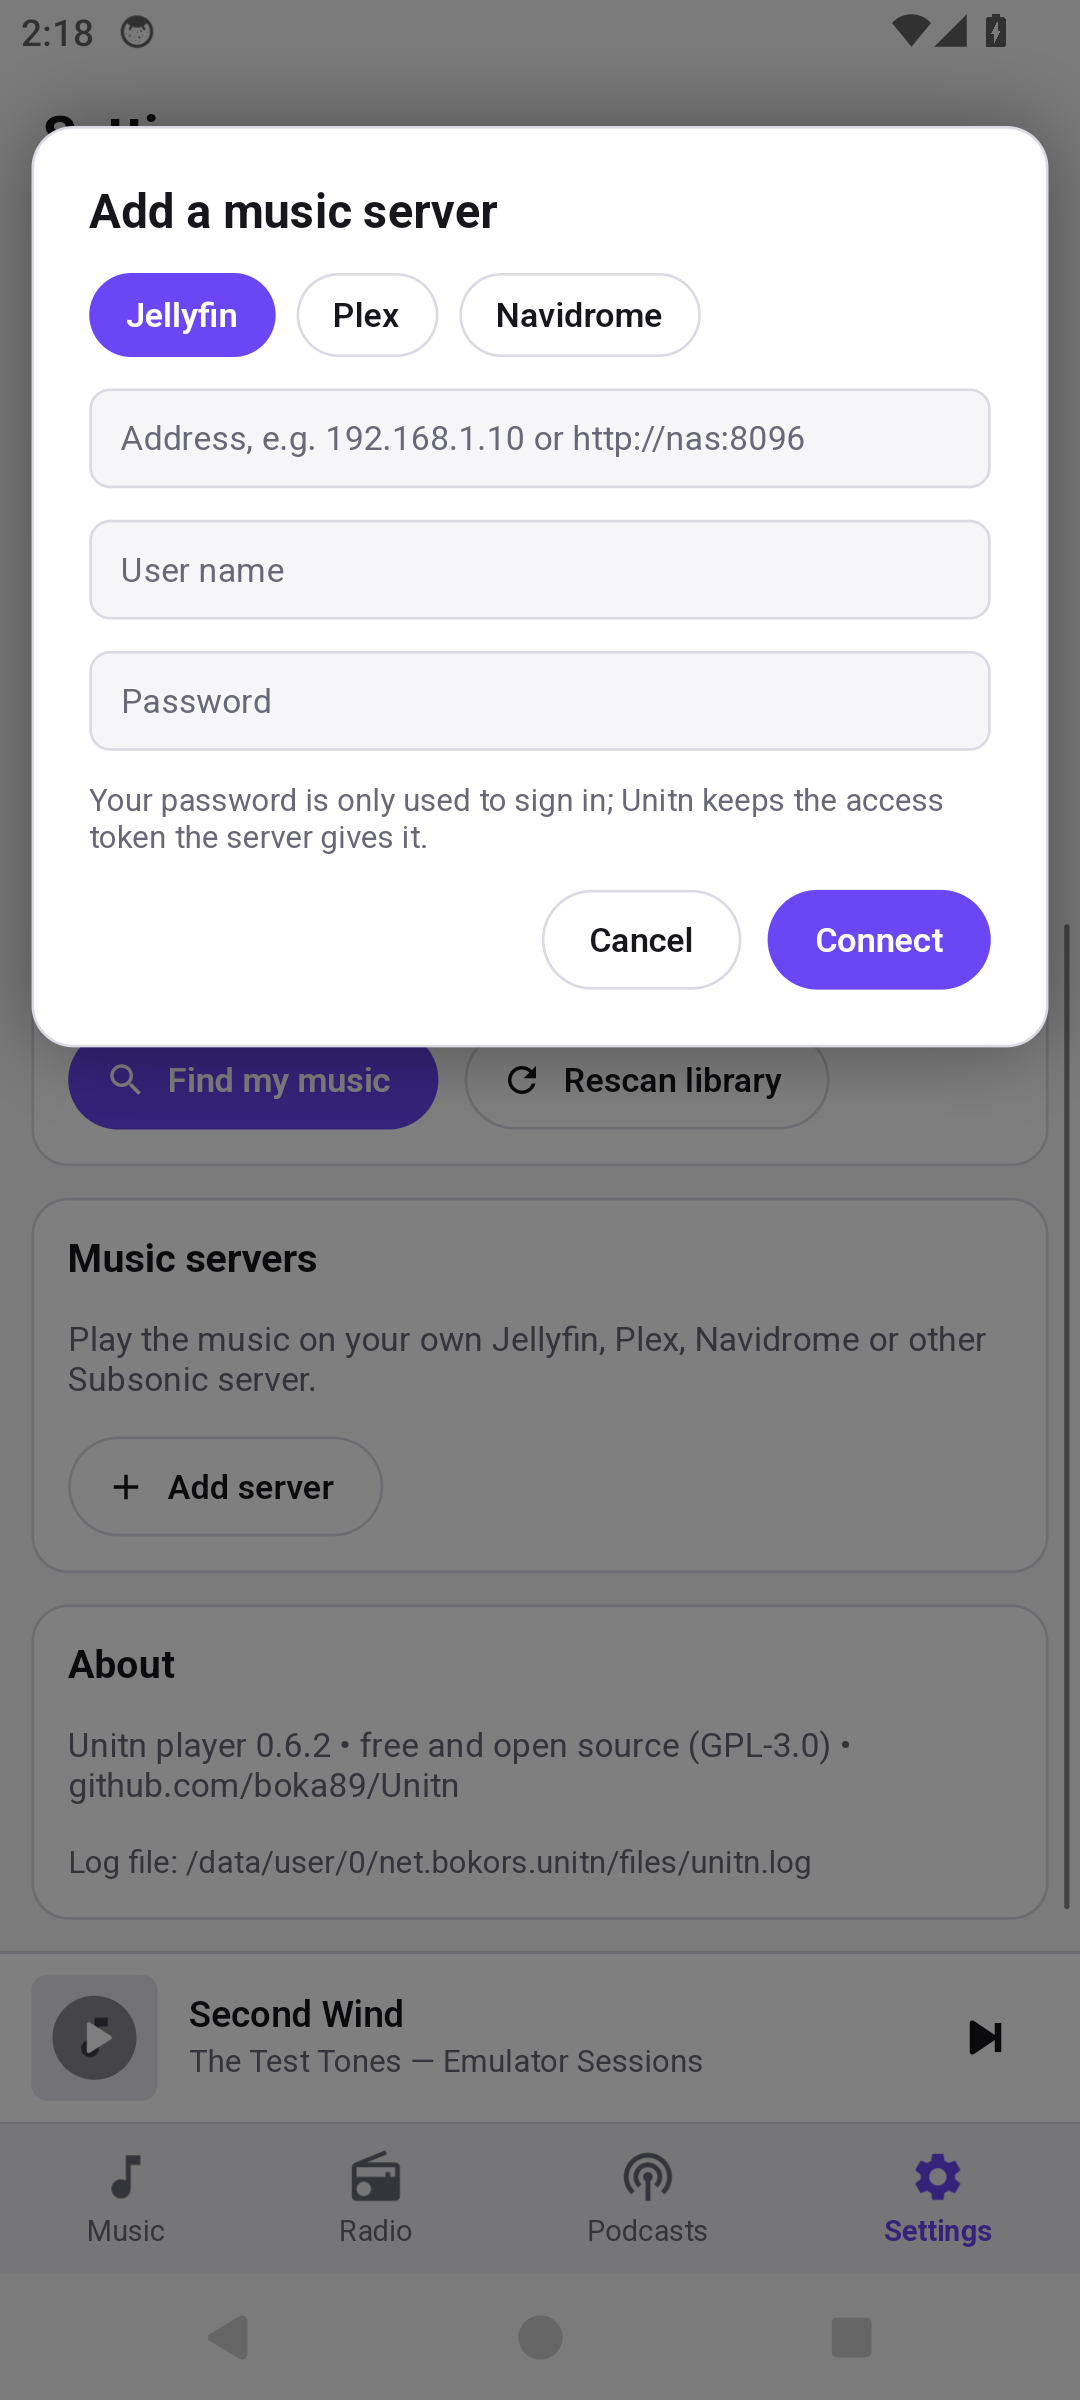 2:18
Add a music server
Jellyfin
Plex
Navidrome
Address, e.g. 192.168.1.10 or http://nas:8096
User name
Password
Your password is only used to sign in; Unitn keeps the access
token the server gives it.
Cancel
Connect
Find my music
Rescan library
Music servers
Play the music on your own Jellyfin, Plex, Navidrome or other
Subsonic server.
Add server
About
Unitn player 0.6.2 • free and open source (GPL-3.0) •
github.com/boka89/Unitn
Log file: /data/user/0/net.bokors.unitn/files/unitn.log
Second Wind
The Test Tones — Emulator Sessions
Music
Radio
Podcasts
Settings